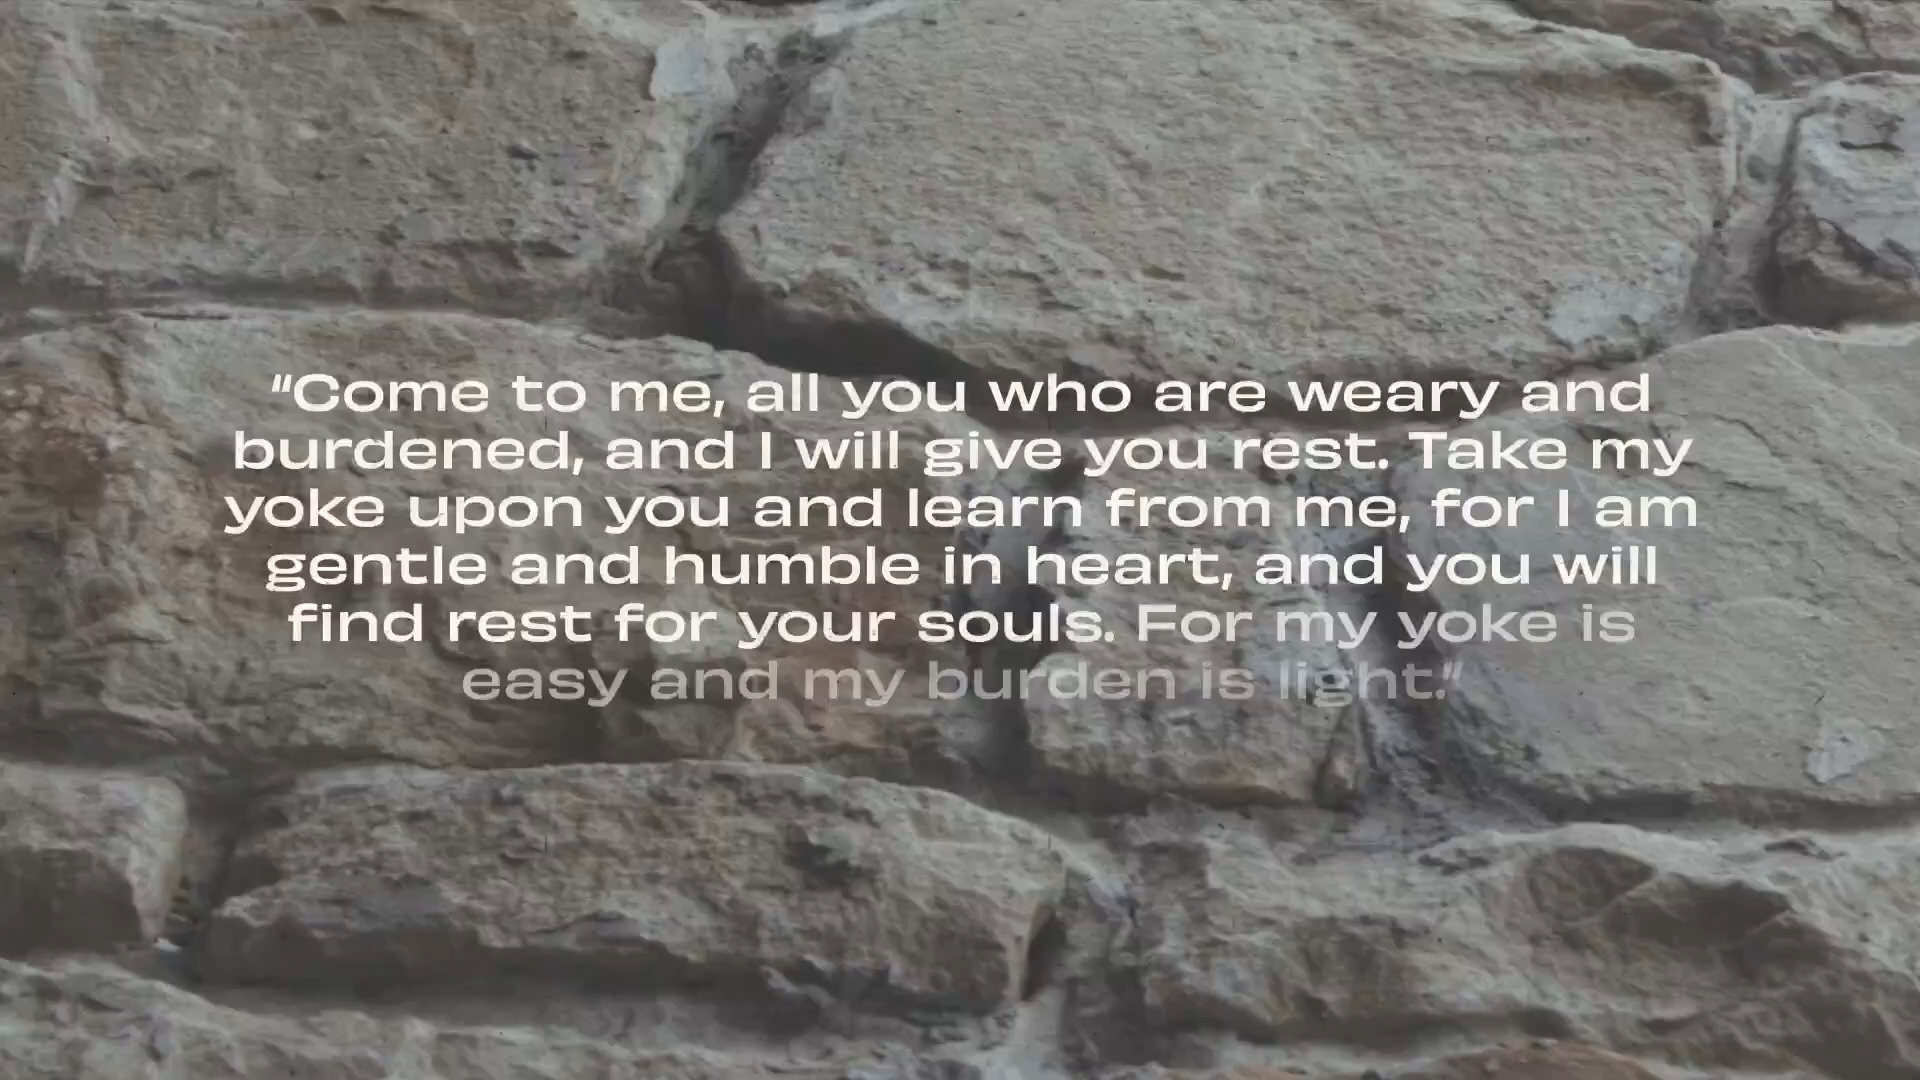 "Come to me, all you who are weary and
burdened, and I will give you rest. Take my
yoke upon you and learn from me, for I am
gentle and humble in heart, and you will
find rest for your souls. For my yoke is
easy and my burden is light."